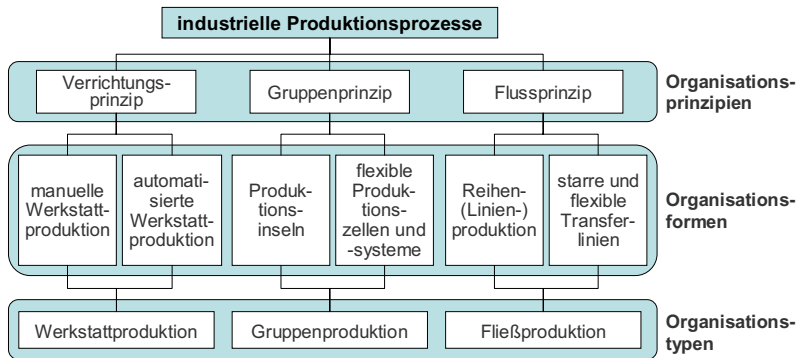 industrielle Produktionsprozesse
Verrichtungs-
prinzip
Gruppenprinzip
Flussprinzip
Organisations-
prinzipien
manuelle
Werkstatt-
produktion
automati-
sierte
Werkstatt-
produktion
Produk-
tions-
inseln
flexible
Produk-
tions-
zellen und
-systeme
Reihen-
(Linien-)
produktion
starre und
flexible
Transfer-
linien
Organisations-
formen
Werkstattproduktion
Gruppenproduktion
Fließproduktion
Organisations-
typen